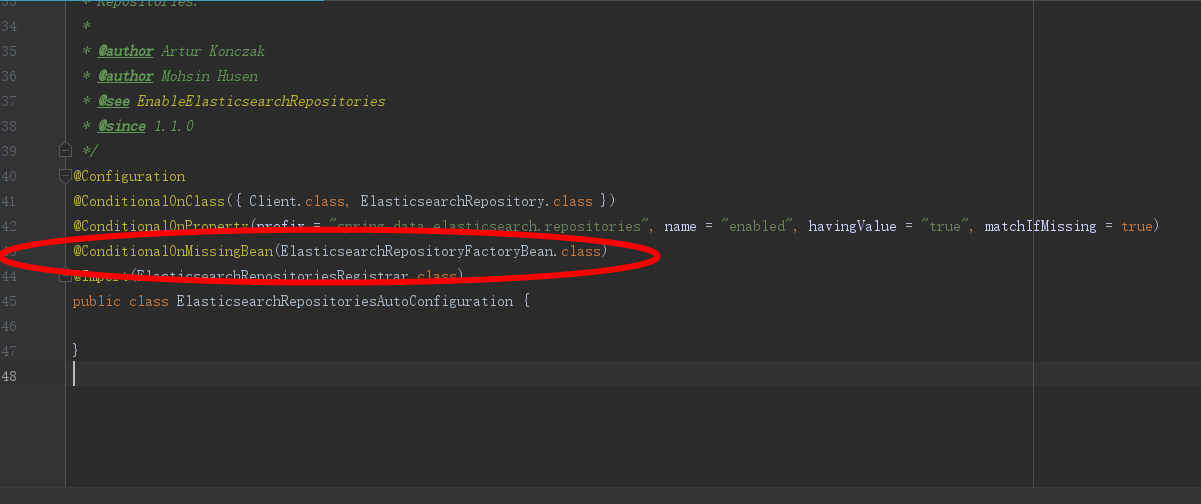 33 * Repositories.
34 *
35 * @author Artur Konczak
36 * @author Mohsin Husen
37 * @see EnableElasticsearchRepositories
38 * @since 1.1.0
39 */
40 @Configuration
41 @ConditionalOnClass({ Client.class, ElasticsearchRepository.class })
42 @ConditionalOnProperty(prefix = "spring.data.elasticsearch.repositories", name = "enabled", havingValue = "true", matchIfMissing = true)
43 @ConditionalOnMissingBean(ElasticsearchRepositoryFactoryBean.class)
44 @Import(ElasticsearchRepositoriesRegistrar.class)
45 public class ElasticsearchRepositoriesAutoConfiguration {
46
47 }
48